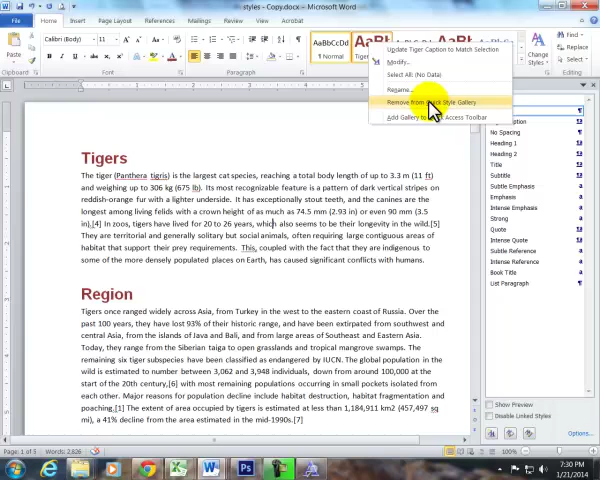 styles - Copy.docx - Microsoft Word
File Home Insert Page Layout References Mailings Review View Acrobat
Calibri (Body) 11
Paste
AaBbCcDd
¶ Normal
Change
Styles
Find
Replace
Select
Clipboard Font Paragraph Editing
Update Tiger Caption to Match Selection
Modify...
Select All: (No Data)
Rename...
Remove from Quick Style Gallery
Add Gallery to Quick Access Toolbar
No Spacing
Heading 1
Heading 2
Title
Subtitle
Subtle Emphasis
Emphasis
Intense Emphasis
Strong
Quote
Intense Quote
Subtle Reference
Intense Reference
Book Title
List Paragraph
Show Preview
Disable Linked Styles
Options...
Tigers
The tiger (Panthera tigris) is the largest cat species, reaching a total body length of up to 3.3 m (11 ft)
and weighing up to 306 kg (675 lb). Its most recognizable feature is a pattern of dark vertical stripes on
reddish-orange fur with a lighter underside. It has exceptionally stout teeth, and the canines are the
longest among living felids with a crown height of as much as 74.5 mm (2.93 in) or even 90 mm (3.5
in).[4] In zoos, tigers have lived for 20 to 26 years, which also seems to be their longevity in the wild.[5]
They are territorial and generally solitary but social animals, often requiring large contiguous areas of
habitat that support their prey requirements. This, coupled with the fact that they are indigenous to
some of the more densely populated places on Earth, has caused significant conflicts with humans.
Region
Tigers once ranged widely across Asia, from Turkey in the west to the eastern coast of Russia. Over the
past 100 years, they have lost 93% of their historic range, and have been extirpated from southwest and
central Asia, from the islands of Java and Bali, and from large areas of Southeast and Eastern Asia.
Today, they range from the Siberian taiga to open grasslands and tropical mangrove swamps. The
remaining six tiger subspecies have been classified as endangered by IUCN. The global population in the
wild is estimated to number between 3,062 and 3,948 individuals, down from around 100,000 at the
start of the 20th century,[6] with most remaining populations occurring in small pockets isolated from
each other. Major reasons for population decline include habitat destruction, habitat fragmentation and
poaching.[1] The extent of area occupied by tigers is estimated at less than 1,184,911 km2 (457,497 sq
mi), a 41% decline from the area estimated in the mid-1990s.[7]
Page: 1 of 5 Words: 2,826 100%
7:30 PM
1/21/2014